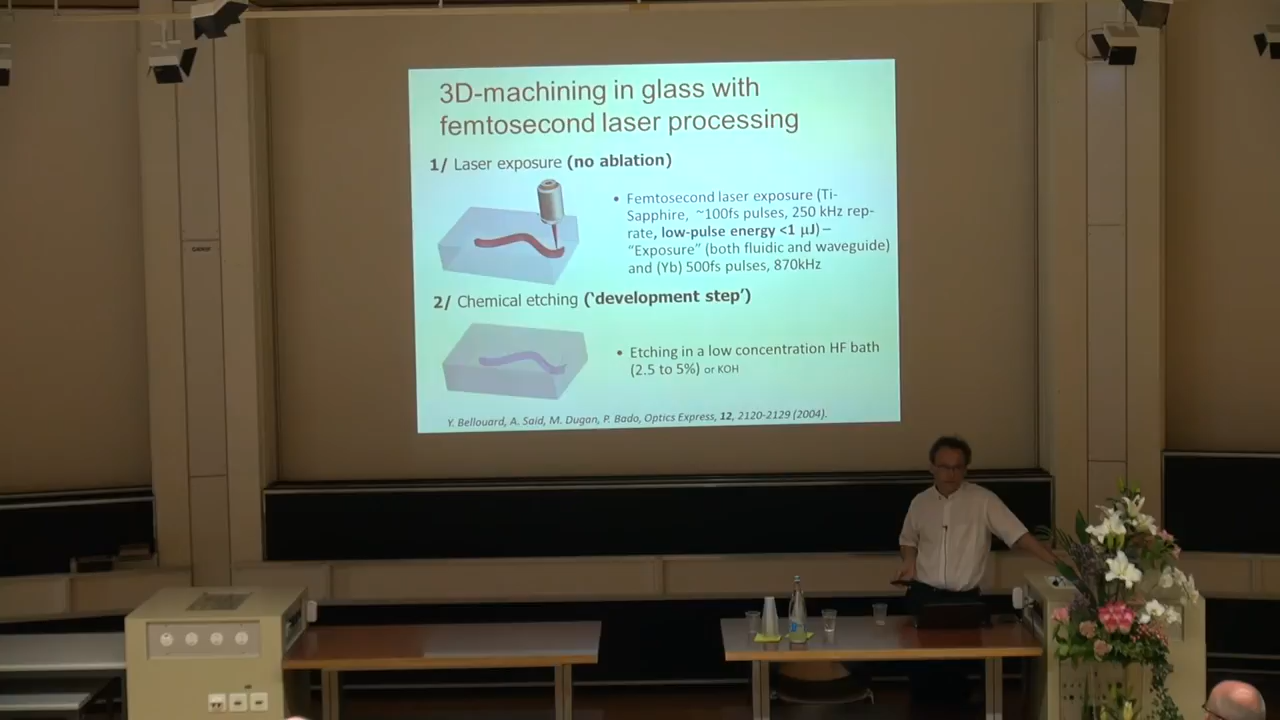 3D-machining in glass with
femtosecond laser processing
1/ Laser exposure (no ablation)
• Femtosecond laser exposure (Ti-
Sapphire, ~100fs pulses, 250 kHz rep-
rate, low-pulse energy <1 µJ) –
"Exposure" (both fluidic and waveguide)
and (Yb) 500fs pulses, 870kHz
2/ Chemical etching ('development step')
• Etching in a low concentration HF bath
(2.5 to 5%) or KOH
Y. Bellouard, A. Said, M. Dugan, P. Bado, Optics Express, 12, 2120-2129 (2004).